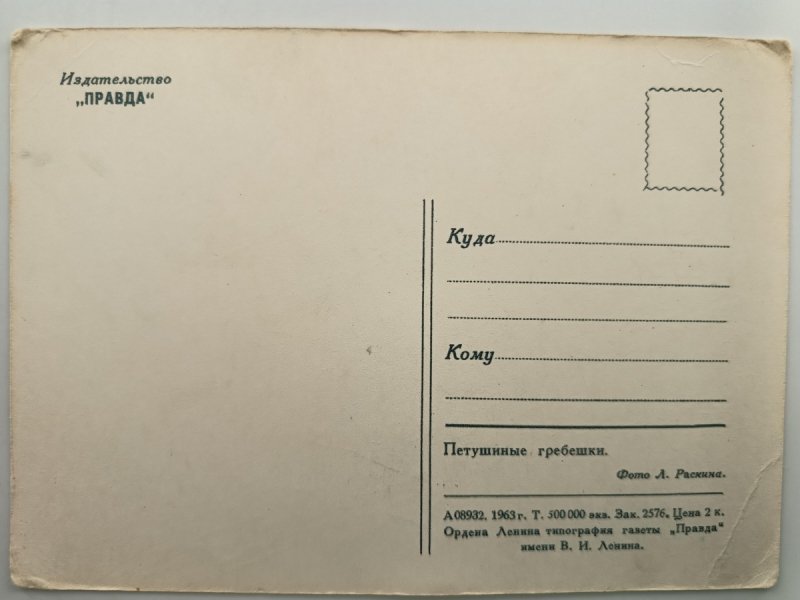 Издательство
„ПРАВДА“
Куда
Кому
Петушиные гребешки.
Фото Л. Раскина.
А 08932. 1963 г. Т. 500 000 экв. Зак. 2576. Цена 2 к.
Ордена Ленина типография газеты „Правда“
имени В. И. Ленина.